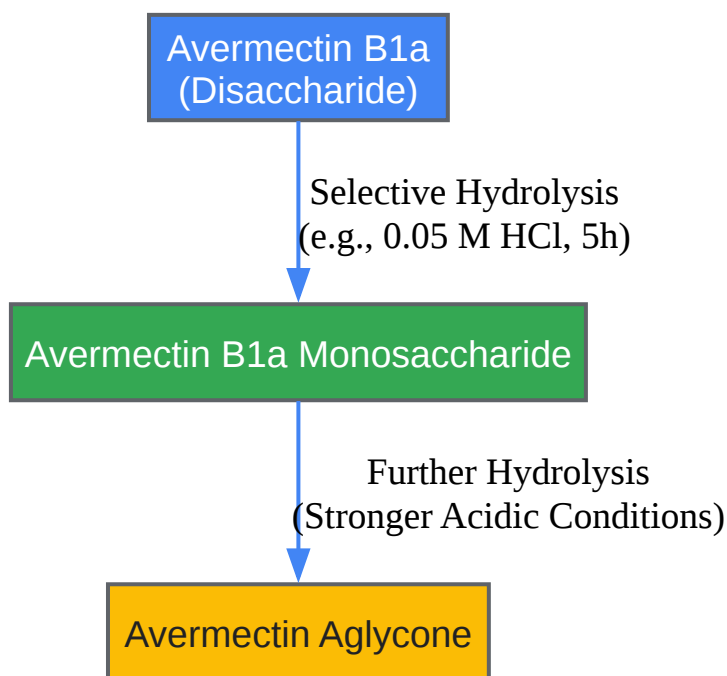 Avermectin B1a
(Disaccharide)
Selective Hydrolysis
(e.g., 0.05 M HCl, 5h)
Avermectin B1a Monosaccharide
Further Hydrolysis
(Stronger Acidic Conditions)
Avermectin Aglycone